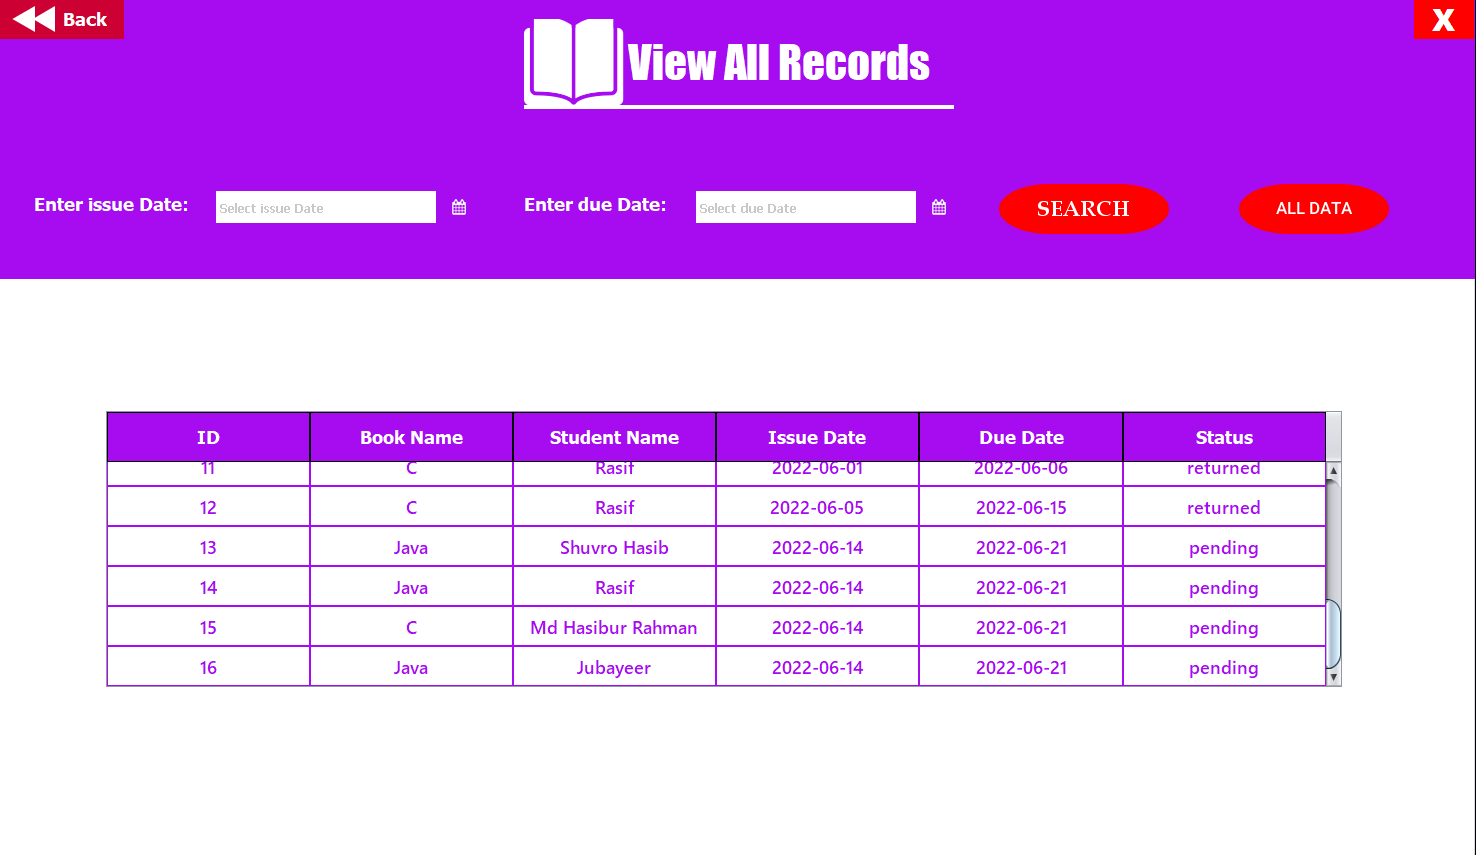 Back
X
View All Records
Enter issue Date: Select issue Date Enter due Date: Select due Date SEARCH ALL DATA
ID Book Name Student Name Issue Date Due Date Status
11 C Rasif 2022-06-01 2022-06-06 returned
12 C Rasif 2022-06-05 2022-06-15 returned
13 Java Shuvro Hasib 2022-06-14 2022-06-21 pending
14 Java Rasif 2022-06-14 2022-06-21 pending
15 C Md Hasibur Rahman 2022-06-14 2022-06-21 pending
16 Java Jubayeer 2022-06-14 2022-06-21 pending